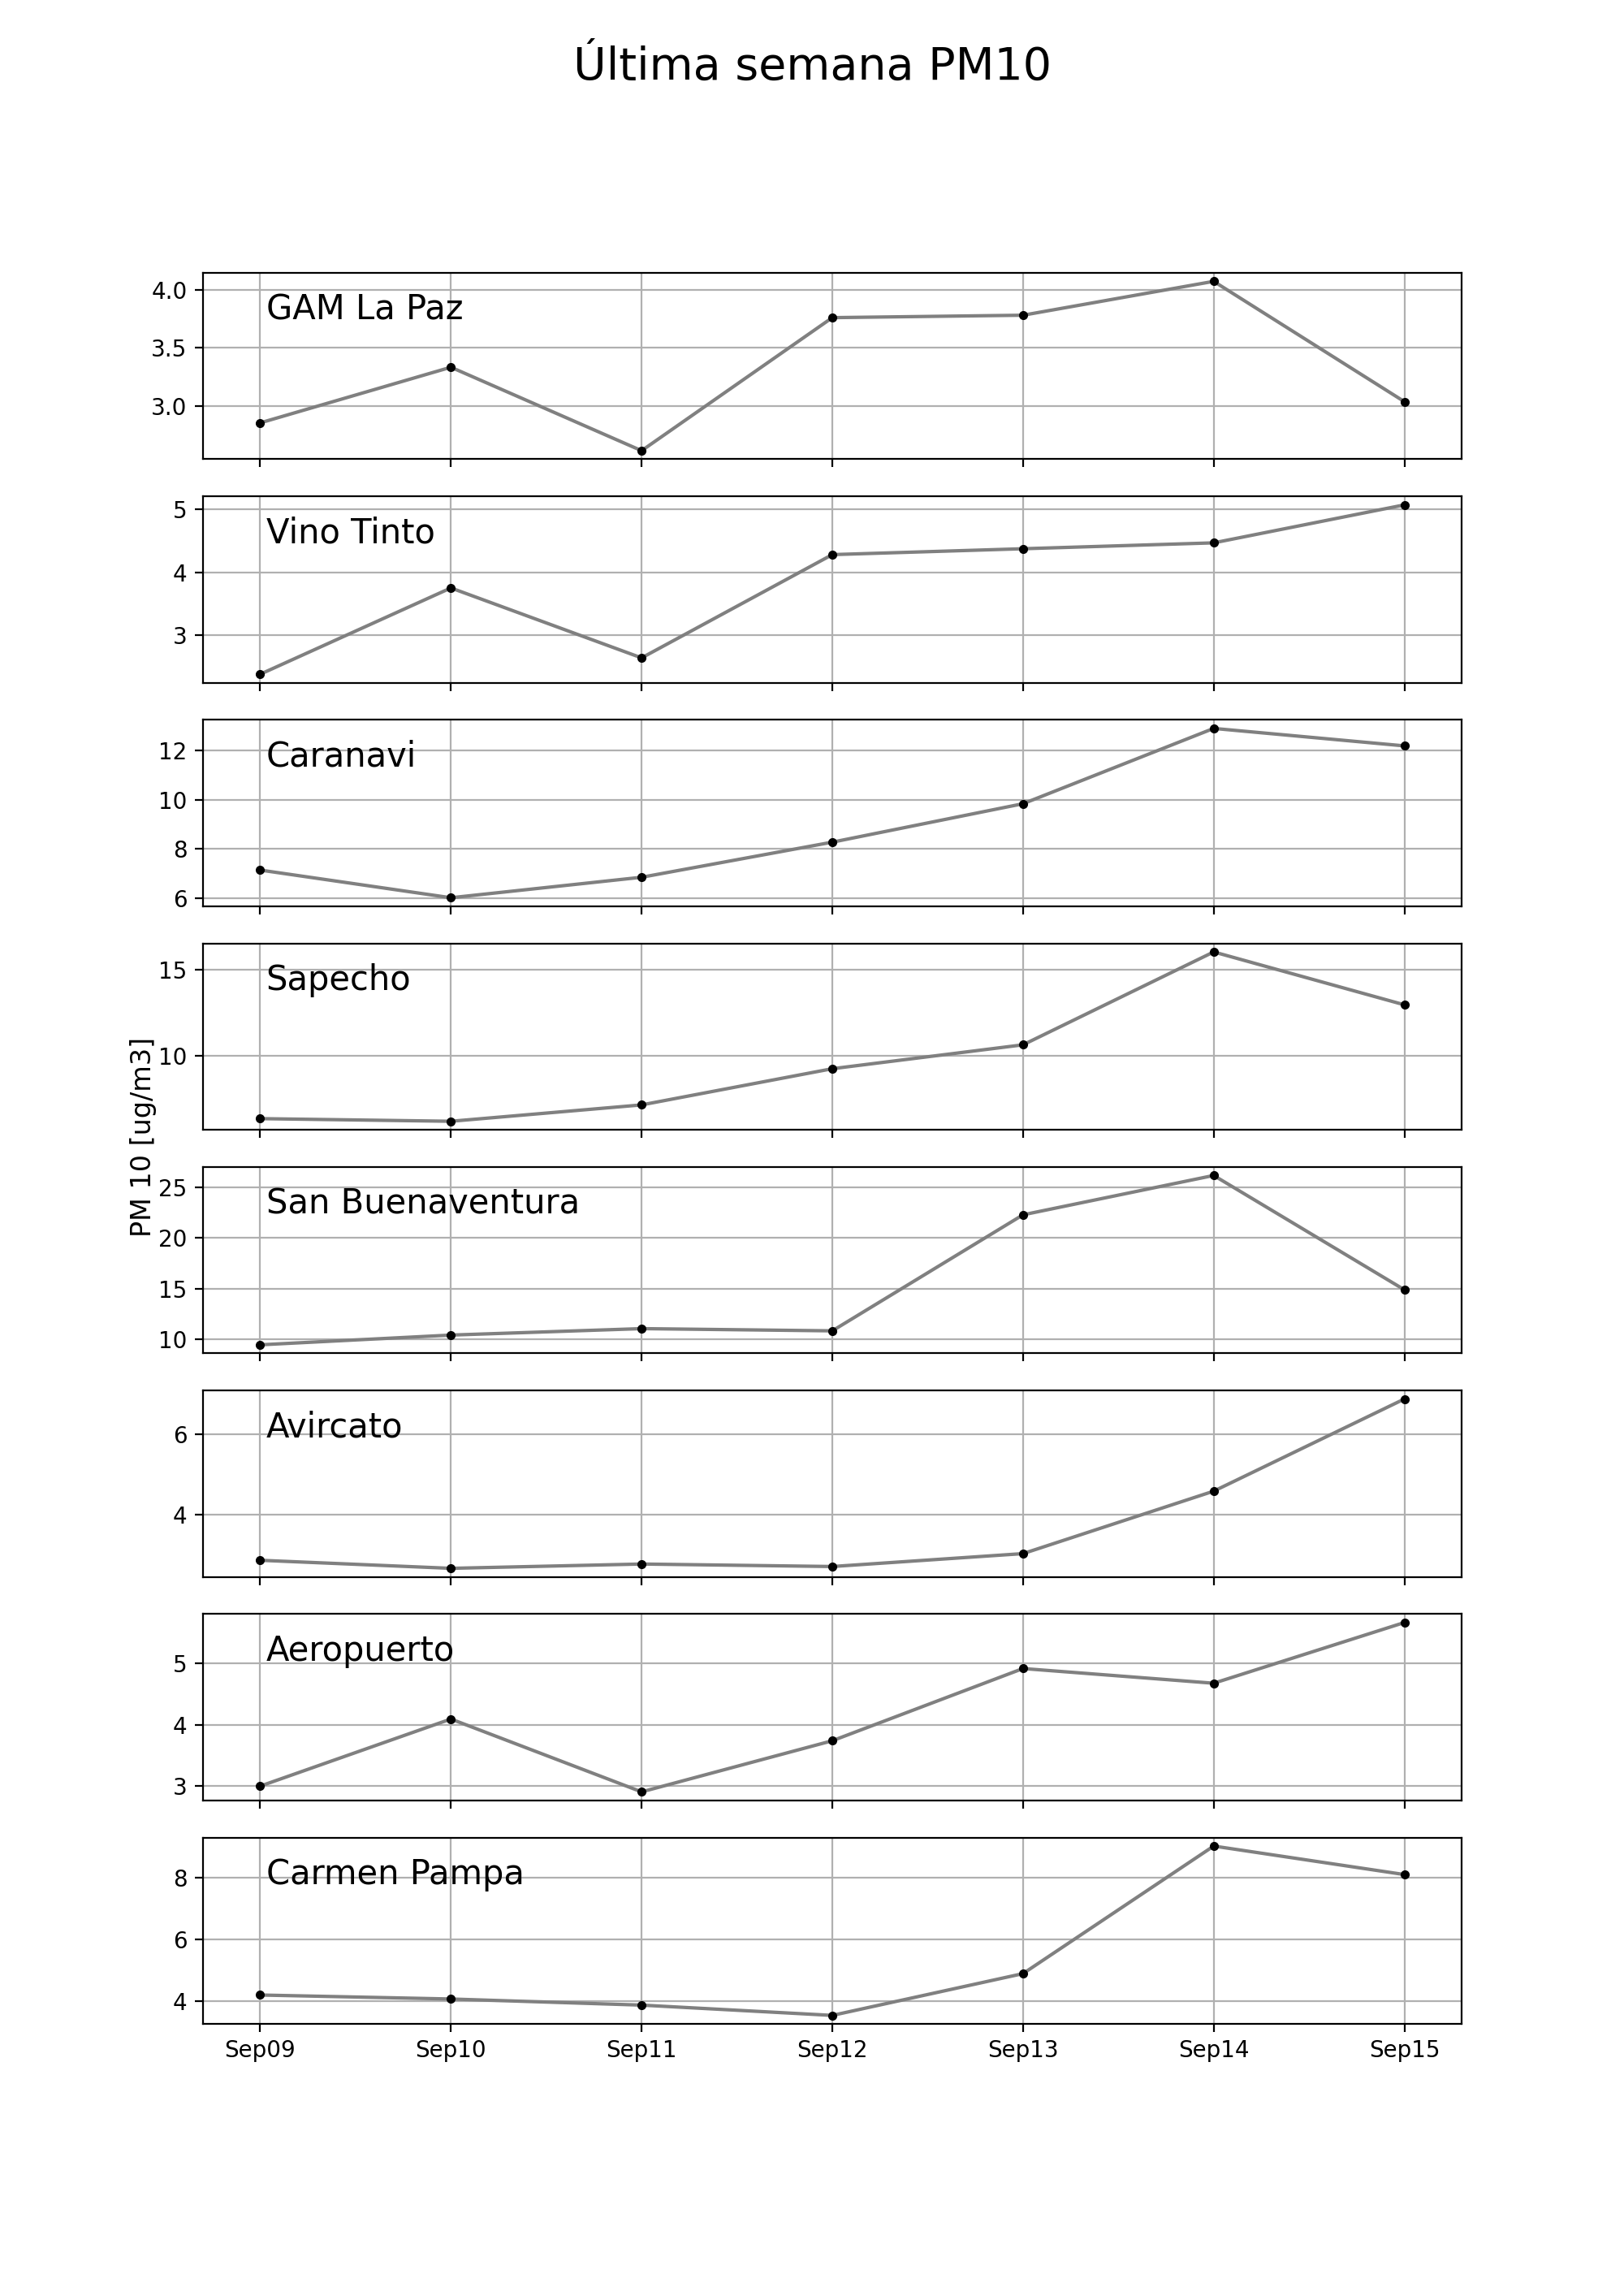 Última semana PM10
GAM La Paz
4.0
3.5
3.0
Vino Tinto
5
4
3
Caranavi
12
10
8
6
Sapecho
15
10
PM 10 [ug/m3]
San Buenaventura
25
20
15
10
Avircato
6
4
Aeropuerto
5
4
3
Carmen Pampa
8
6
4
Sep09 Sep10 Sep11 Sep12 Sep13 Sep14 Sep15